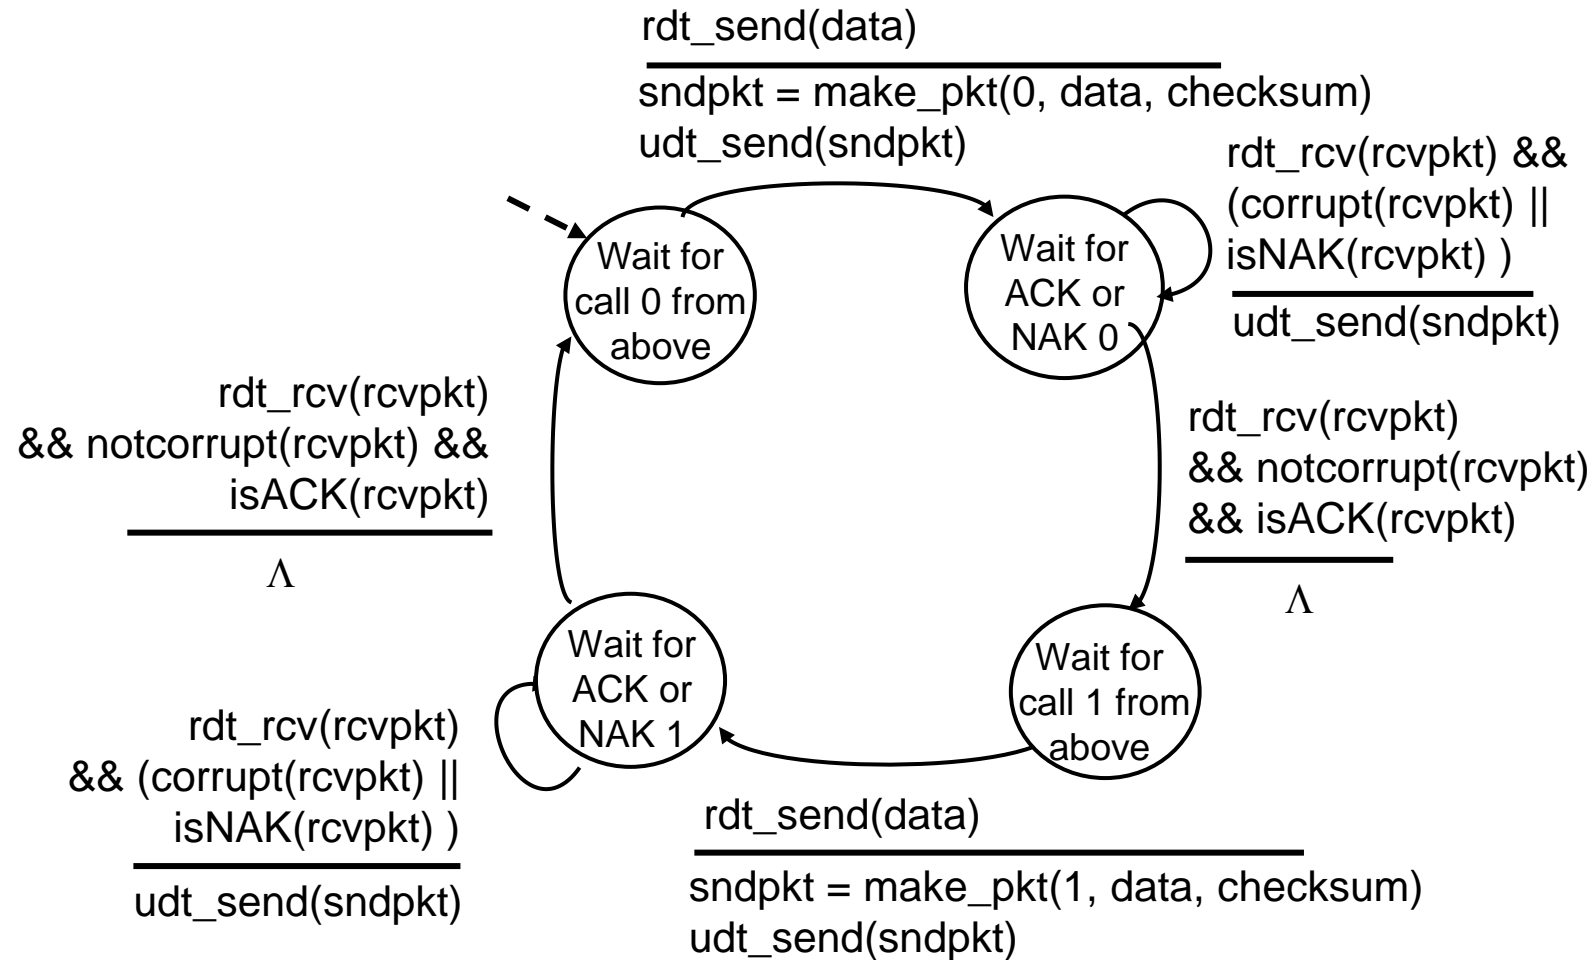 rdt_send(data)
sndpkt = make_pkt(0, data, checksum)
udt_send(sndpkt)
rdt_rcv(rcvpkt) &&
(corrupt(rcvpkt) ||
isNAK(rcvpkt) )
udt_send(sndpkt)
Wait for
call 0 from
above
Wait for
ACK or
NAK 0
rdt_rcv(rcvpkt)
&& notcorrupt(rcvpkt) &&
isACK(rcvpkt)
Λ
rdt_rcv(rcvpkt)
&& notcorrupt(rcvpkt)
&& isACK(rcvpkt)
Λ
Wait for
ACK or
NAK 1
Wait for
call 1 from
above
rdt_rcv(rcvpkt)
&& (corrupt(rcvpkt) ||
isNAK(rcvpkt) )
udt_send(sndpkt)
rdt_send(data)
sndpkt = make_pkt(1, data, checksum)
udt_send(sndpkt)